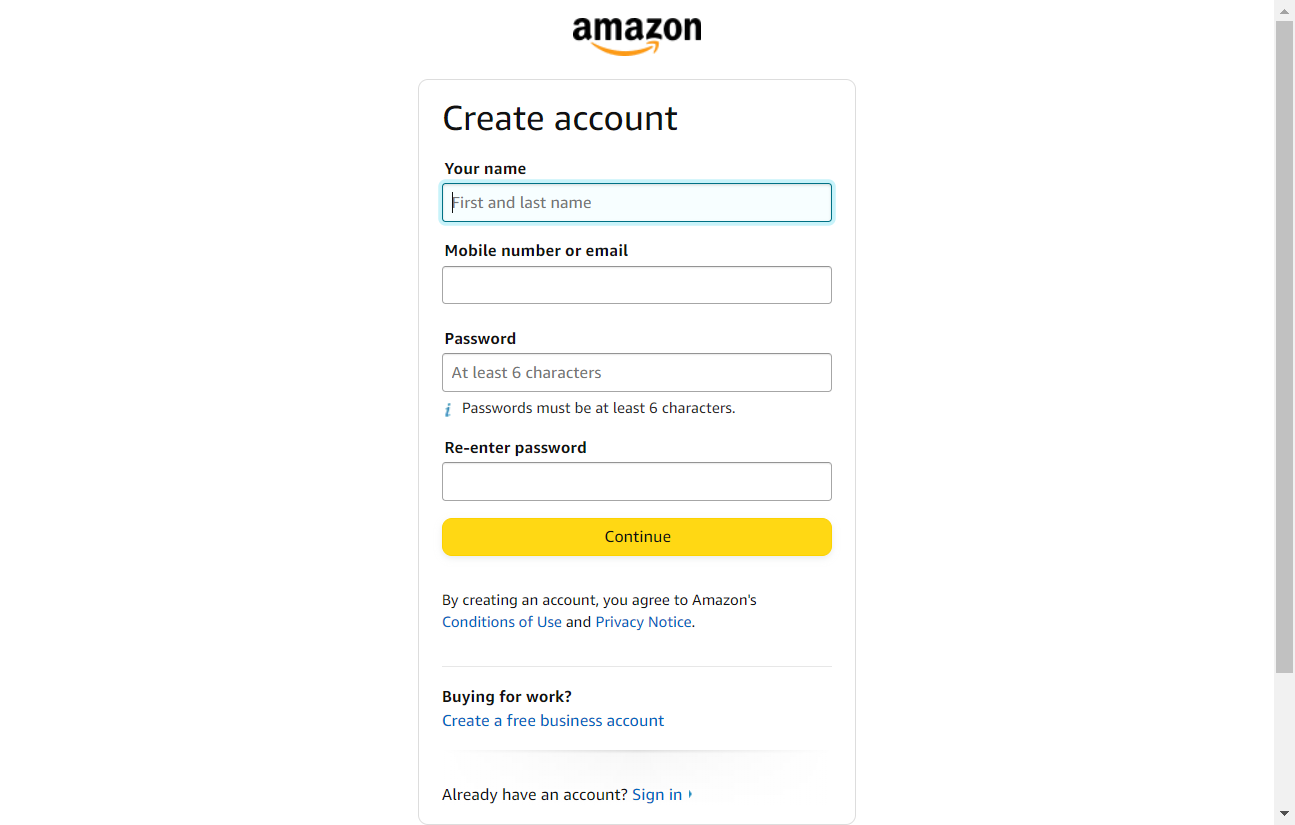 amazon
Create account
Your name
First and last name
Mobile number or email
Password
At least 6 characters
i Passwords must be at least 6 characters.
Re-enter password
Continue
By creating an account, you agree to Amazon's
Conditions of Use and Privacy Notice.
Buying for work?
Create a free business account
Already have an account? Sign in